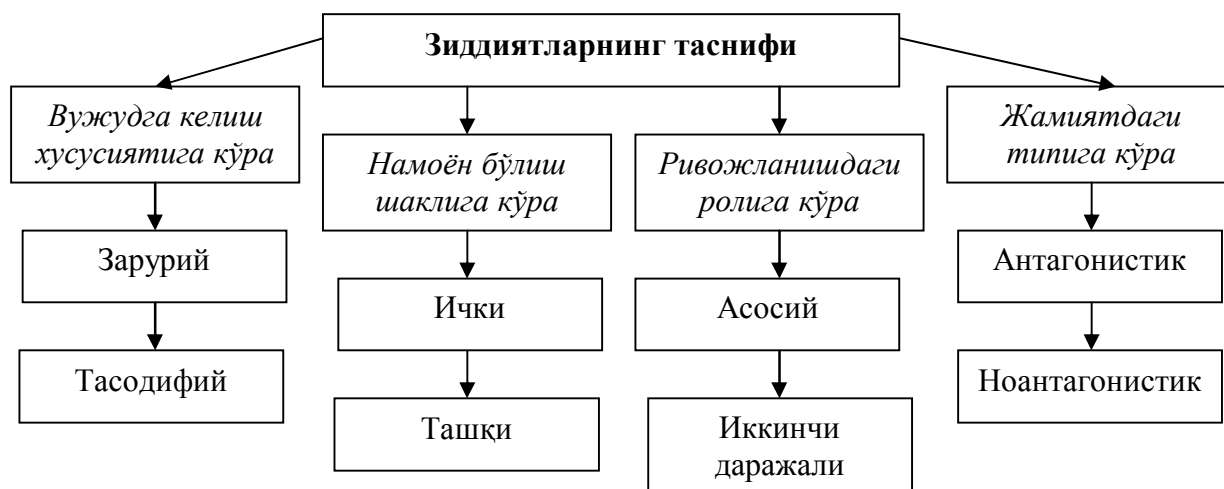 Зиддиятларнинг таснифи
Вужудга келиш
хусусиятига кўра
Зарурий
Тасодифий
Намоён бўлиш
шаклига кўра
Ички
Ташқи
Ривожланишдаги
ролига кўра
Асосий
Иккинчи
даражали
Жамиятдаги
типига кўра
Антагонистик
Ноантагонистик